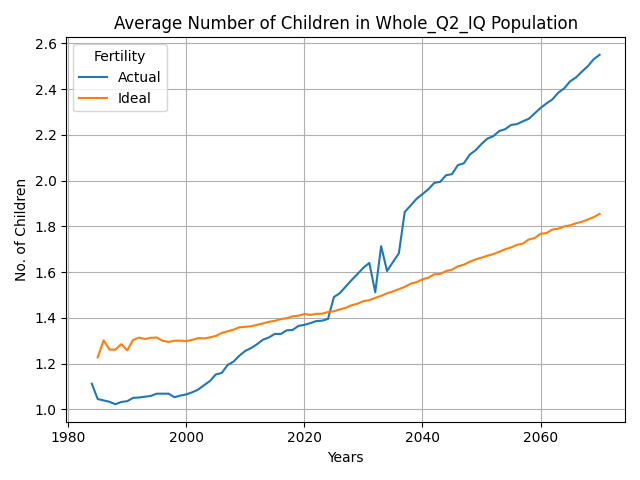 Average Number of Children in Whole_Q2_IQ Population
Fertility
Actual
Ideal
No. of Children
2.6
2.4
2.2
2.0
1.8
1.6
1.4
1.2
1.0
1980
2000
2020
2040
2060
Years